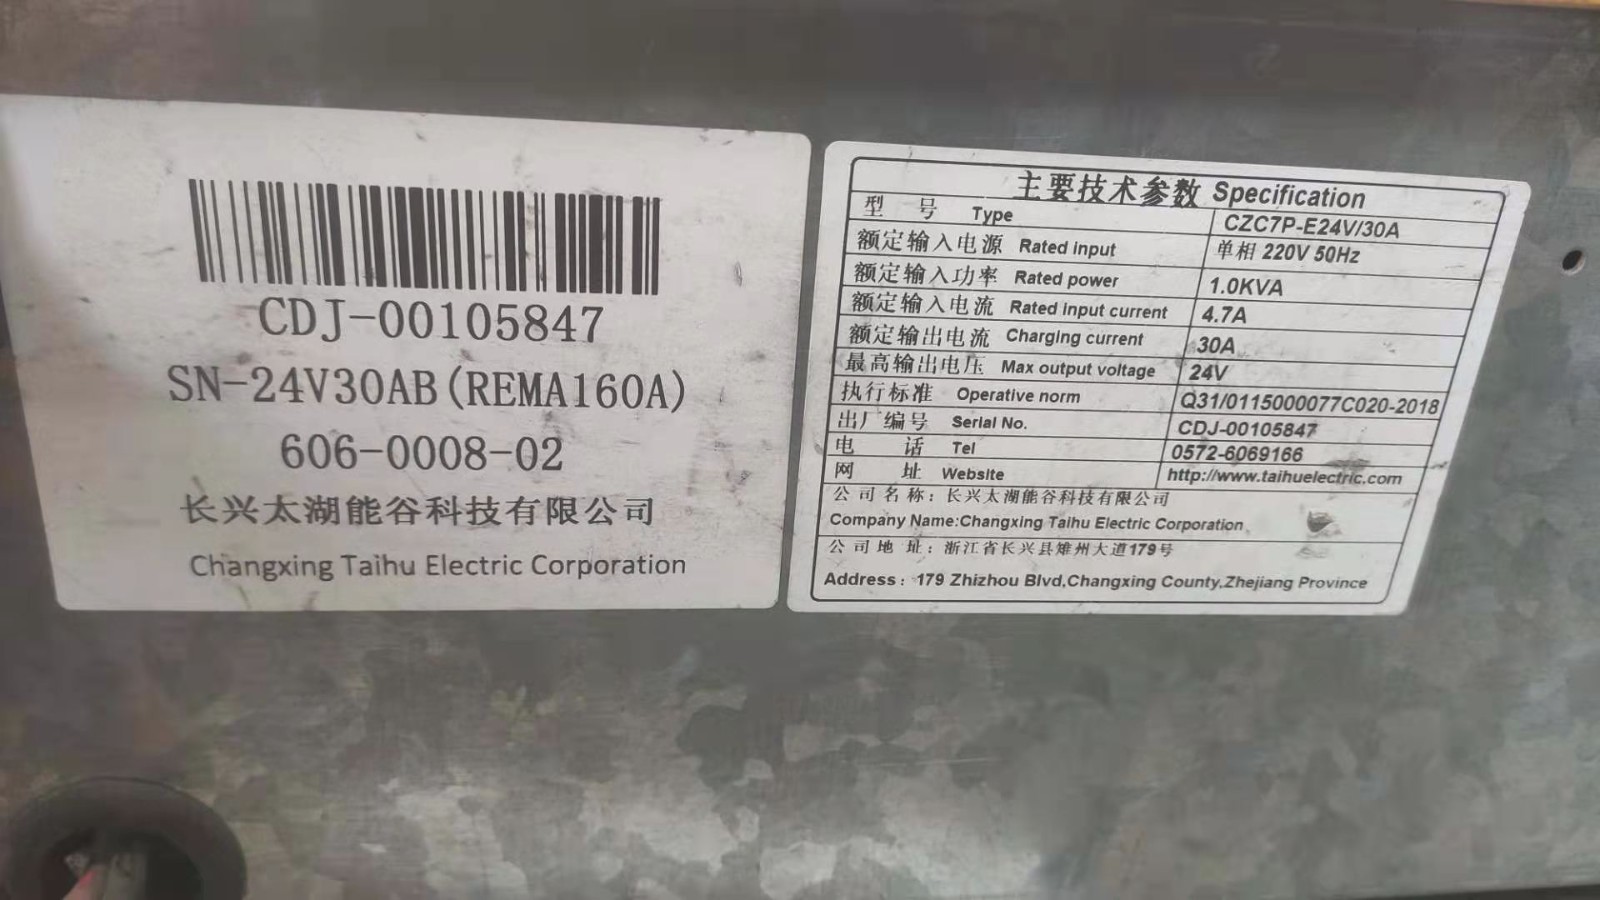 CDJ-00105847
SN-24V30AB(REMA160A)
606-0008-02
长兴太湖能谷科技有限公司
Changxing Taihu Electric Corporation
主要技术参数 Specification
型 号 Type CZC7P-E24V/30A
额定输入电源 Rated input 单相 220V 50Hz
额定输入功率 Rated power 1.0KVA
额定输入电流 Rated input current 4.7A
额定输出电流 Charging current 30A
最高输出电压 Max output voltage 24V
执行标准 Operative norm Q31/0115000077C020-2018
出厂编号 Serial No. CDJ-00105847
电 话 Tel 0572-6069166
网 址 Website http://www.taihuelectric.com
公司名称：长兴太湖能谷科技有限公司
Company Name:Changxing Taihu Electric Corporation
公司地址：浙江省长兴县雉州大道179号
Address：179 Zhizhou Blvd,Changxing County,Zhejiang Province